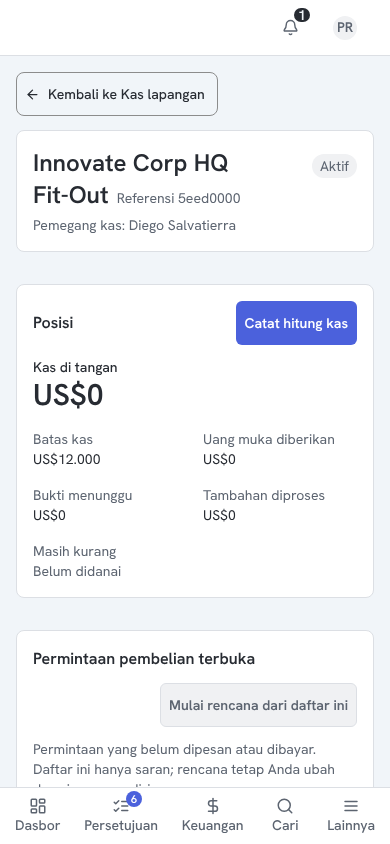 1
PR
Kembali ke Kas lapangan
Innovate Corp HQ
Fit-Out Referensi 5eed0000
Aktif
Pemegang kas: Diego Salvatierra
Posisi
Catat hitung kas
Kas di tangan
US$0
Batas kas
US$12.000
Uang muka diberikan
US$0
Bukti menunggu
US$0
Tambahan diproses
US$0
Masih kurang
Belum didanai
Permintaan pembelian terbuka
Mulai rencana dari daftar ini
Permintaan yang belum dipesan atau dibayar.
Daftar ini hanya saran; rencana tetap Anda ubah
6
Dasbor
Persetujuan
Keuangan
Cari
Lainnya